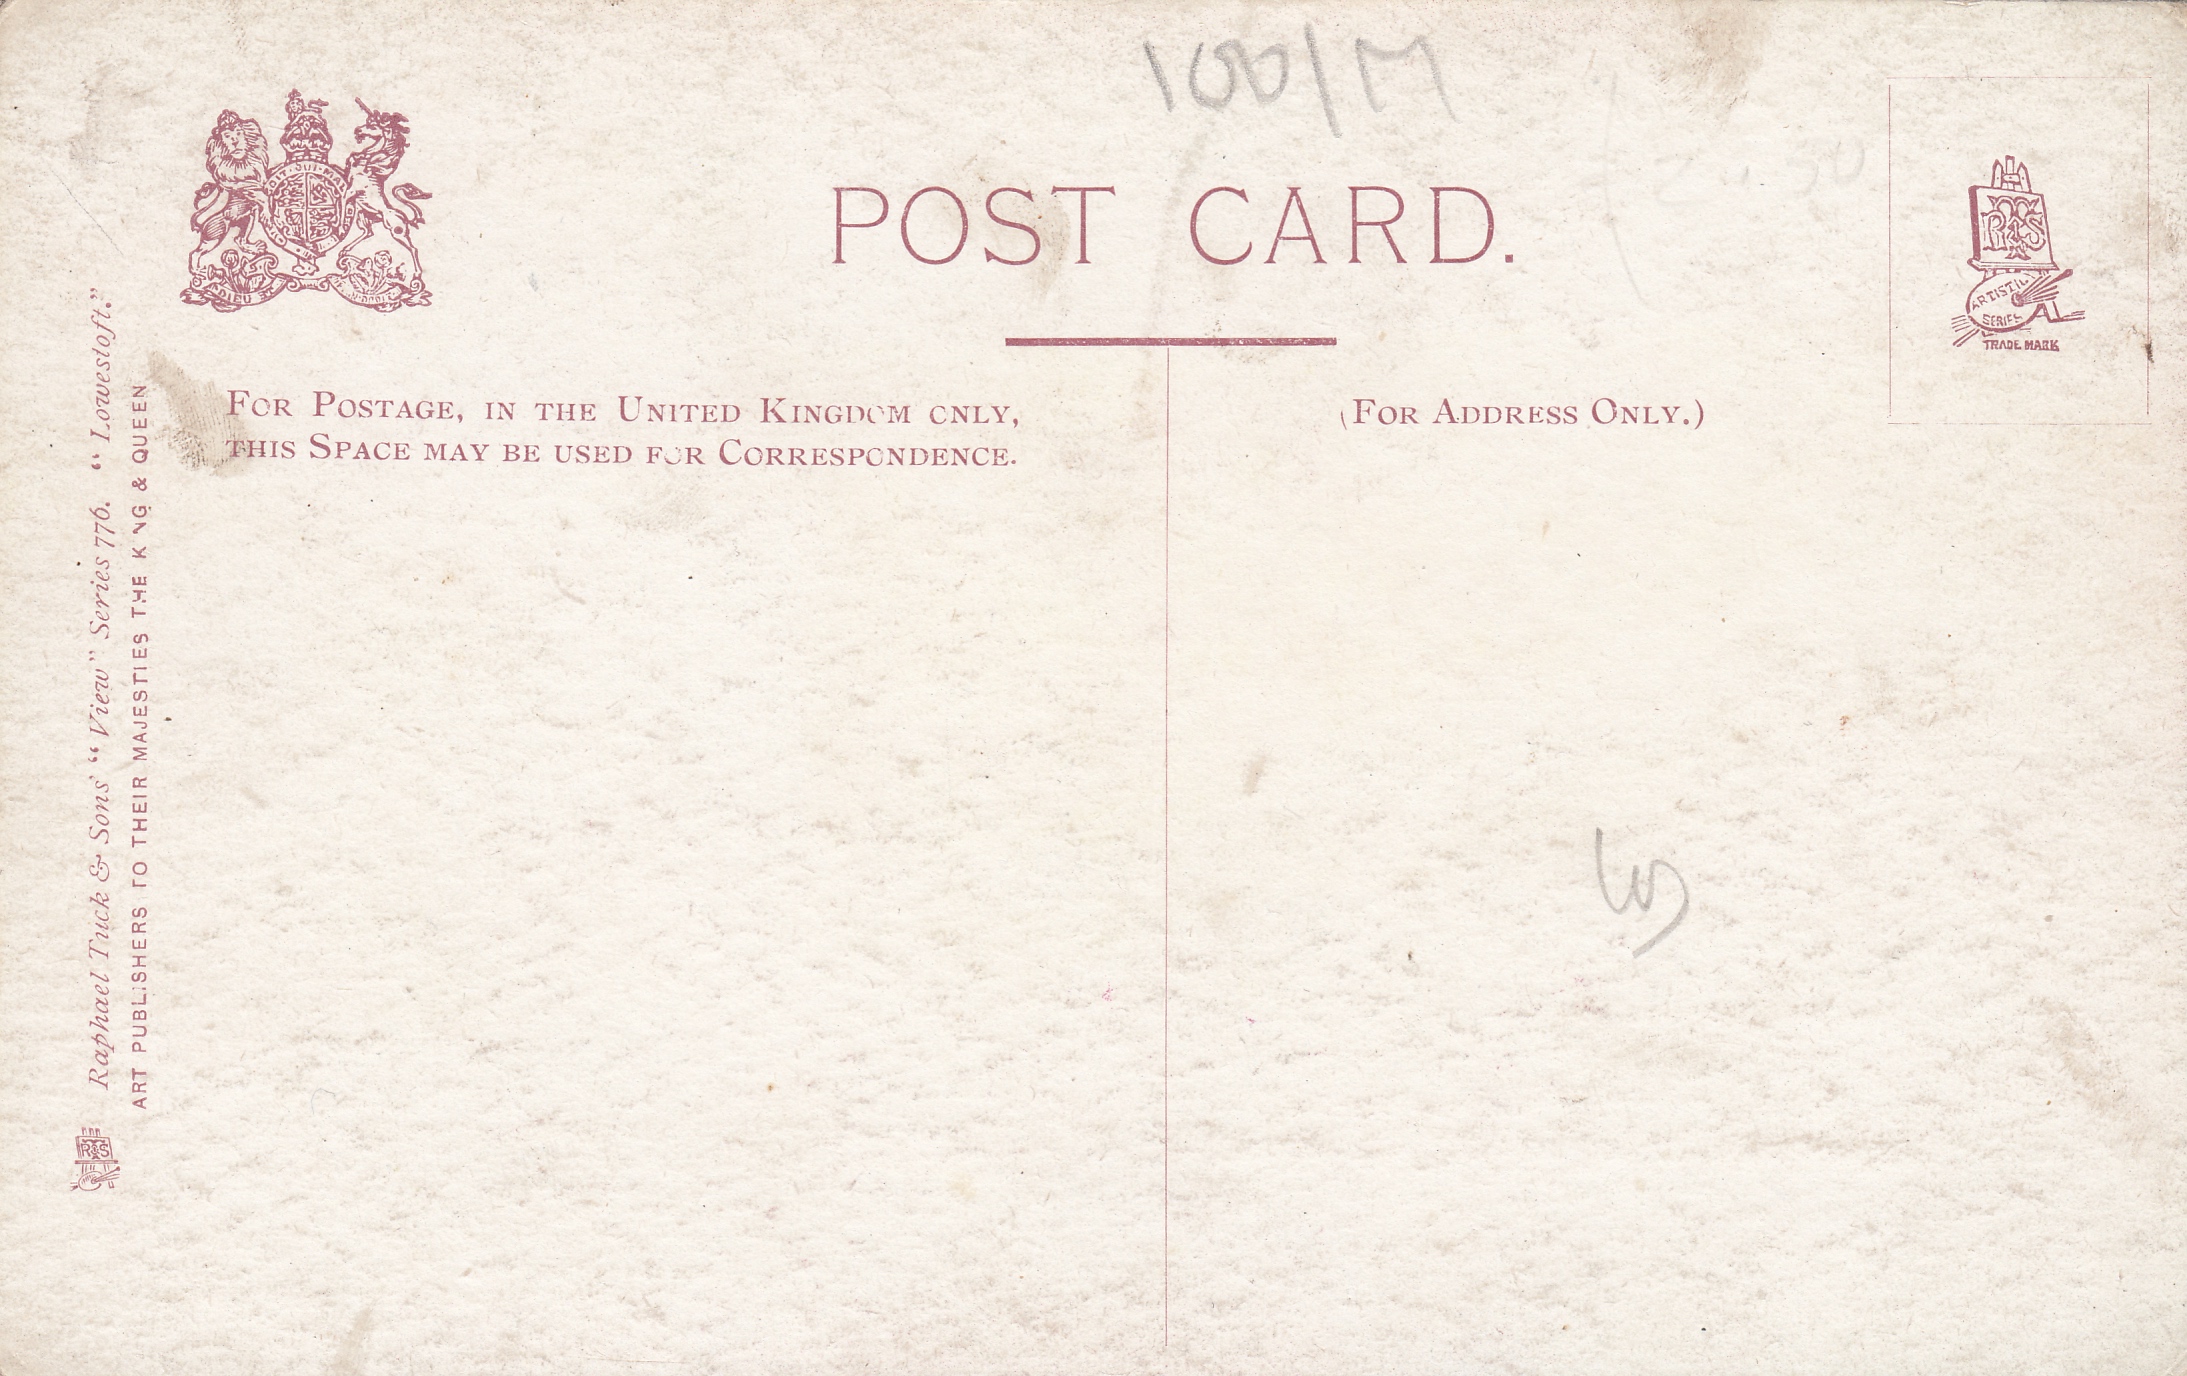 100/M
POST CARD.
FOR POSTAGE, IN THE UNITED KINGDOM ONLY,
THIS SPACE MAY BE USED FOR CORRESPONDENCE.
(FOR ADDRESS ONLY.)
RT&S
ARTISTIC
SERIES
TRADE MARK
Raphael Tuck & Sons' "View" Series 776. "Lowestoft."
ART PUBLISHERS TO THEIR MAJESTIES THE KING & QUEEN